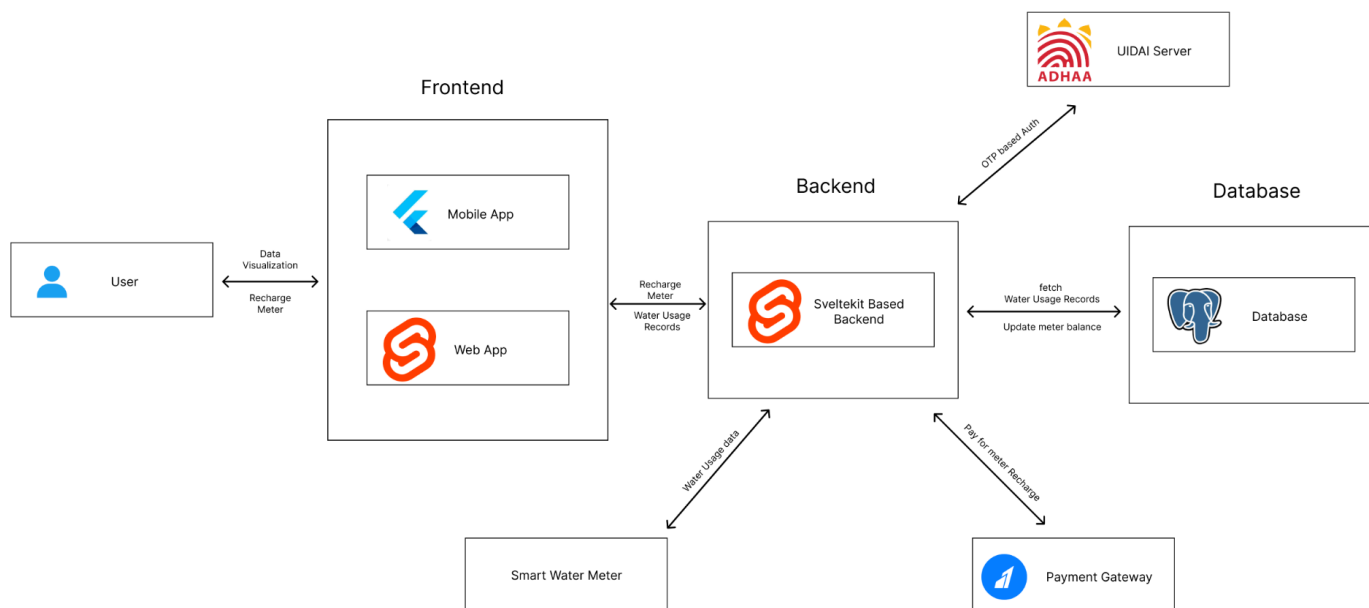 ADHAA
UIDAI Server
Frontend
OTP based Auth
Backend
Database
Mobile App
User
Data
Visualization
Recharge
Meter
Recharge
Meter
Water Usage
Records
Sveltekit Based
Backend
fetch
Water Usage Records
Update meter balance
Database
Web App
Water Usage data
Pay for meter Recharge
Smart Water Meter
Payment Gateway